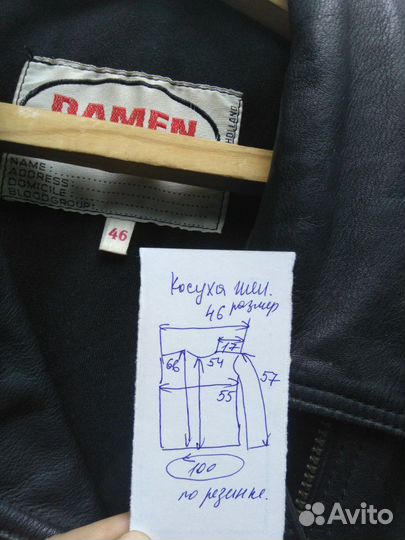 DAMEN
HOLLAND
NAME:
ADDRESS:
DOMICILE:
BLOODGROUP:
46
Косуха жен.
46 размер
17
66
54
57
55
100
по резинке.
Avito